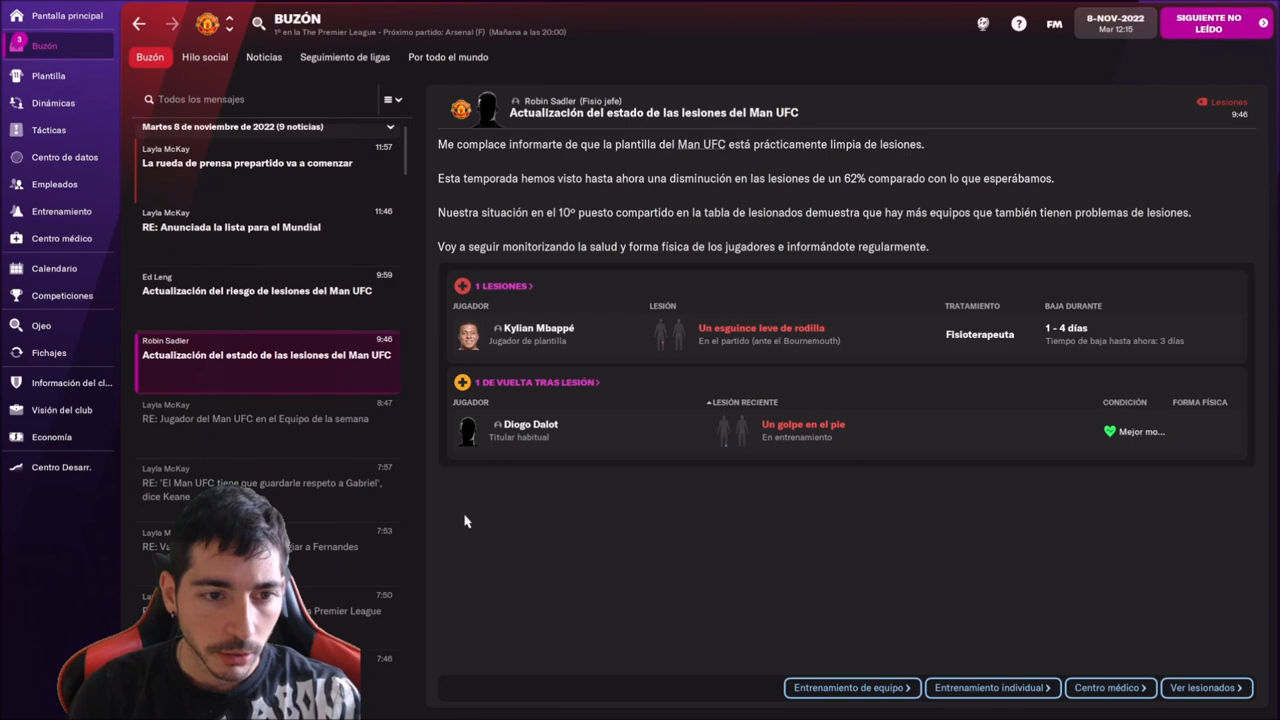 Pantalla principal
3
Buzón
Plantilla
Dinámicas
Tácticas
Centro de datos
Empleados
Entrenamiento
Centro médico
Calendario
Competiciones
Ojeo
Fichajes
Información del cl...
Visión del club
Economía
Centro Desarr.
BUZÓN
1º en la The Premier League - Próximo partido: Arsenal (F) (Mañana a las 20:00)
FM
8-NOV-2022
Mar 12:15
SIGUIENTE NO LEÍDO
Buzón
Hilo social
Noticias
Seguimiento de ligas
Por todo el mundo
Todos los mensajes
Martes 8 de noviembre de 2022 (9 noticias)
Layla McKay 11:57
La rueda de prensa prepartido va a comenzar
Layla McKay 11:46
RE: Anunciada la lista para el Mundial
Ed Leng 9:59
Actualización del riesgo de lesiones del Man UFC
Robin Sadler 9:46
Actualización del estado de las lesiones del Man UFC
Layla McKay 8:47
RE: Jugador del Man UFC en el Equipo de la semana
Layla McKay 7:57
RE: 'El Man UFC tiene que guardarle respeto a Gabriel', dice Keane
Layla M 7:53
RE: V iar a Fernandes
La 7:50
a Premier League
7:46
Robin Sadler (Fisio jefe)
Actualización del estado de las lesiones del Man UFC
Lesiones
9:46
Me complace informarte de que la plantilla del Man UFC está prácticamente limpia de lesiones.
Esta temporada hemos visto hasta ahora una disminución en las lesiones de un 62% comparado con lo que esperábamos.
Nuestra situación en el 10º puesto compartido en la tabla de lesionados demuestra que hay más equipos que también tienen problemas de lesiones.
Voy a seguir monitorizando la salud y forma física de los jugadores e informándote regularmente.
1 LESIONES
JUGADOR LESIÓN TRATAMIENTO BAJA DURANTE
Kylian Mbappé Un esguince leve de rodilla Fisioterapeuta 1 - 4 días
Jugador de plantilla En el partido (ante el Bournemouth) Tiempo de baja hasta ahora: 3 días
1 DE VUELTA TRAS LESIÓN
JUGADOR LESIÓN RECIENTE CONDICIÓN FORMA FÍSICA
Diogo Dalot Un golpe en el pie Mejor mo...
Titular habitual En entrenamiento
Entrenamiento de equipo
Entrenamiento individual
Centro médico
Ver lesionados